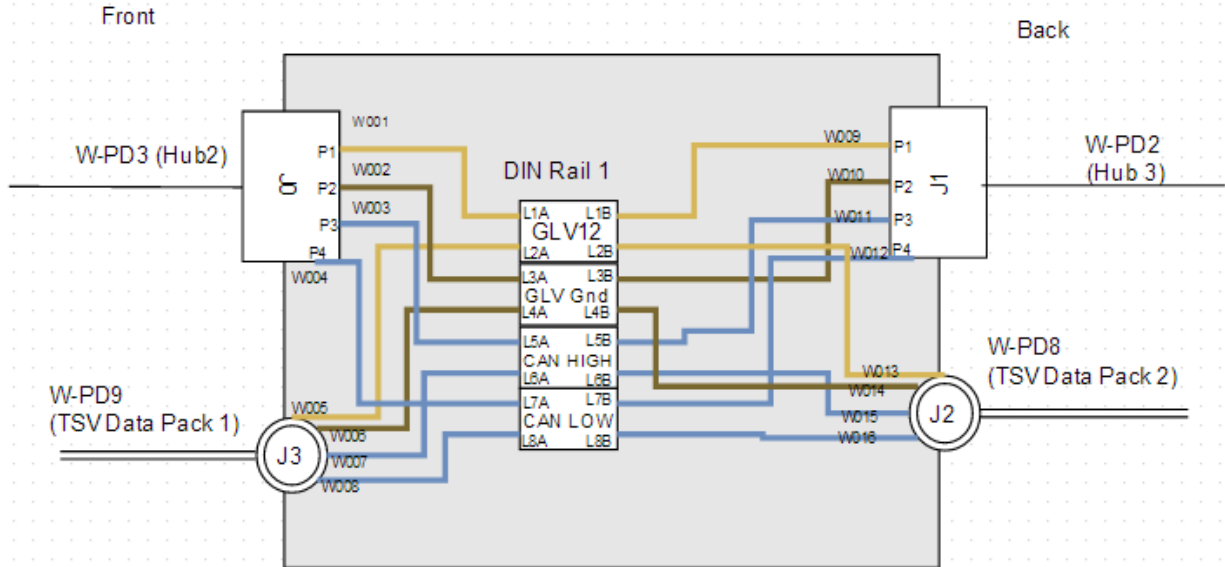 Front
Back
W001
W009
W-PD3 (Hub2)
P1
P1
W-PD2
(Hub 3)
W002
DIN Rail 1
W010
P2
P2
J1
W003
L1A
L1B
W011
P3
GLV12
P3
P4
L2A
L2B
W012
P4
W004
L3A
L3B
GLV Gnd
L4A
L4B
L5A
L5B
CAN HIGH
W-PD8
(TSV Data Pack 2)
L6A
L6B
W013
W014
W-PD9
(TSV Data Pack 1)
W005
L7A
L7B
CAN LOW
W015
J2
W006
L8A
L8B
W016
J3
W007
W008